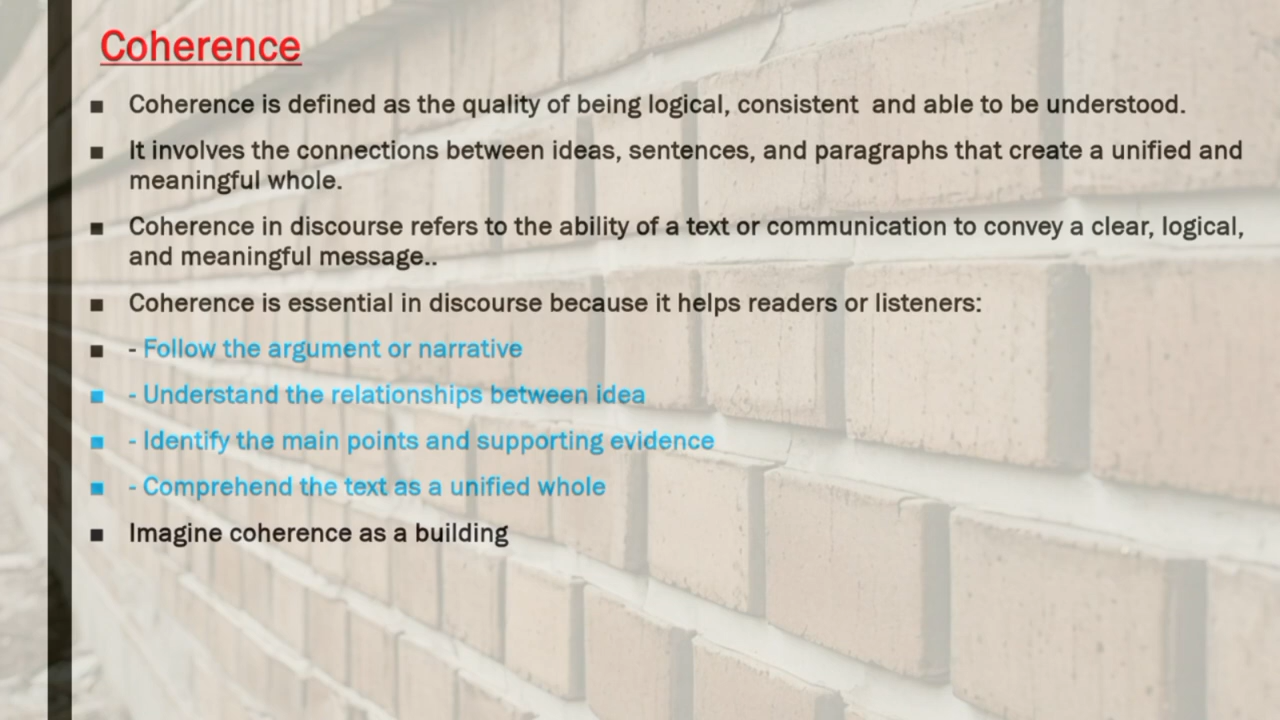 Coherence
▪ Coherence is defined as the quality of being logical, consistent  and able to be understood.
▪ It involves the connections between ideas, sentences, and paragraphs that create a unified and
meaningful whole.
▪ Coherence in discourse refers to the ability of a text or communication to convey a clear, logical,
and meaningful message..
▪ Coherence is essential in discourse because it helps readers or listeners:
▪ - Follow the argument or narrative
▪ - Understand the relationships between idea
▪ - Identify the main points and supporting evidence
▪ - Comprehend the text as a unified whole
▪ Imagine coherence as a building